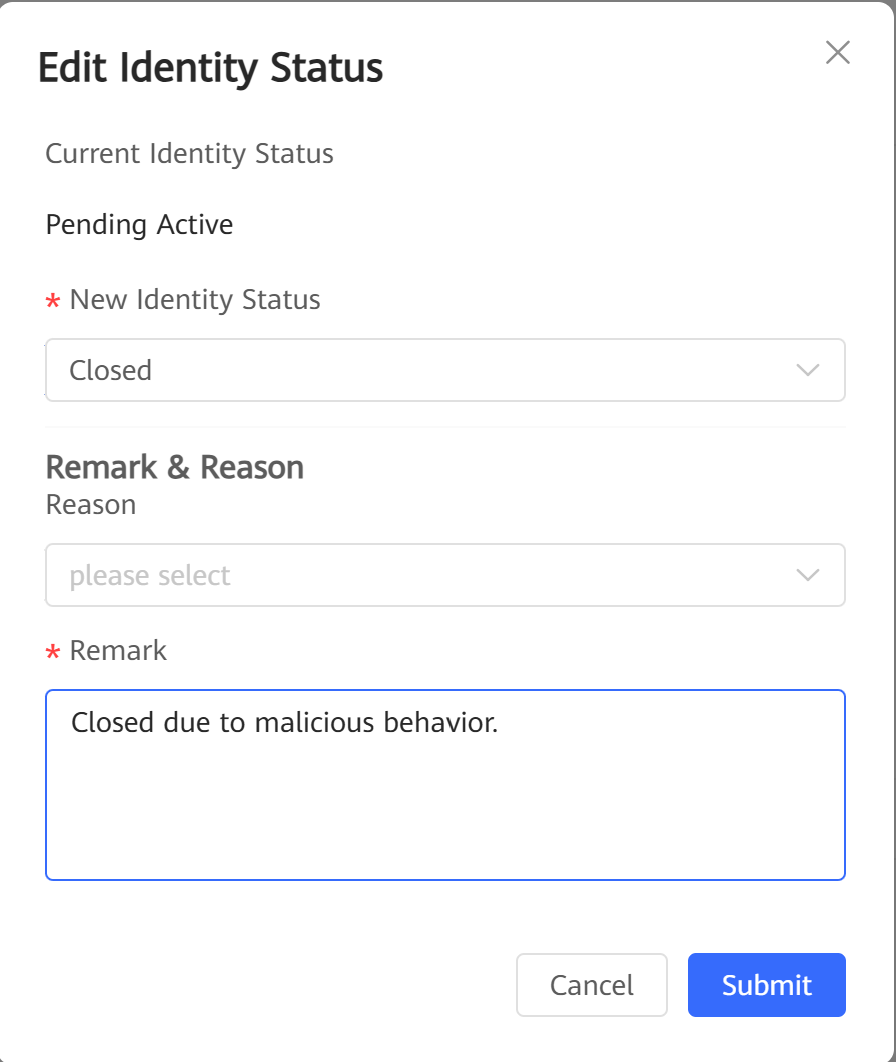 Edit Identity Status
Current Identity Status
Pending Active
* New Identity Status
Closed
Remark & Reason
Reason
please select
* Remark
Closed due to malicious behavior.
Cancel
Submit